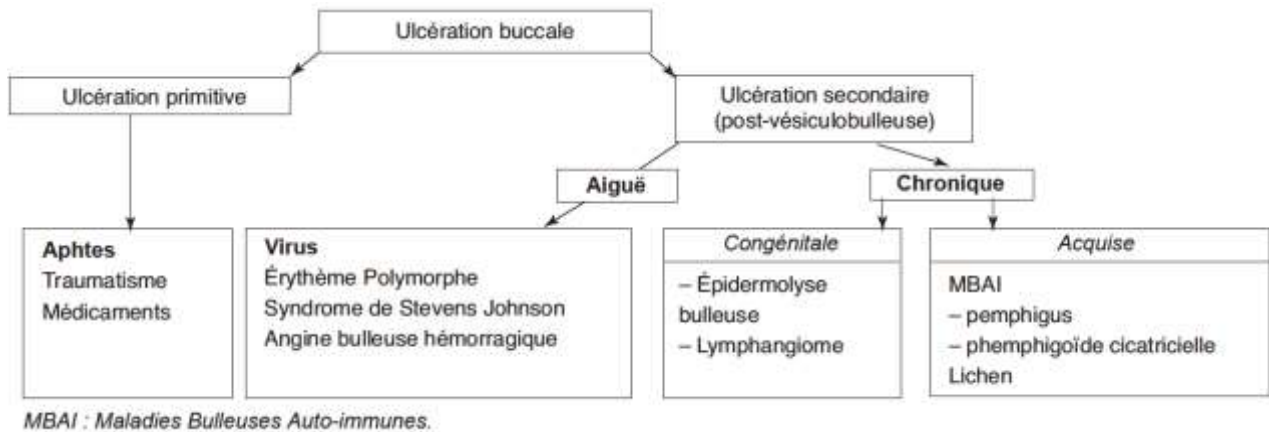 Ulcération buccale
Ulcération primitive
Ulcération secondaire
(post-vésiculobulleuse)
Aiguë
Chronique
Aphtes
Traumatisme
Médicaments
Virus
Érythème Polymorphe
Syndrome de Stevens Johnson
Angine bulleuse hémorragique
Congénitale
– Épidermolyse
bulleuse
– Lymphangiome
Acquise
MBAI
– pemphigus
– phemphigoïde cicatricielle
Lichen
MBAI : Maladies Bulleuses Auto-immunes.